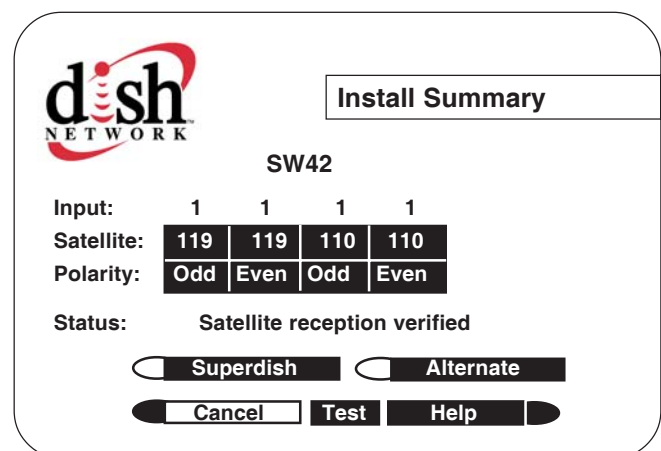 dish
NETWORK
Install Summary
SW42
Input: 1 1 1 1
Satellite: 119 119 110 110
Polarity: Odd Even Odd Even
Status: Satellite reception verified
Superdish Alternate
Cancel Test Help